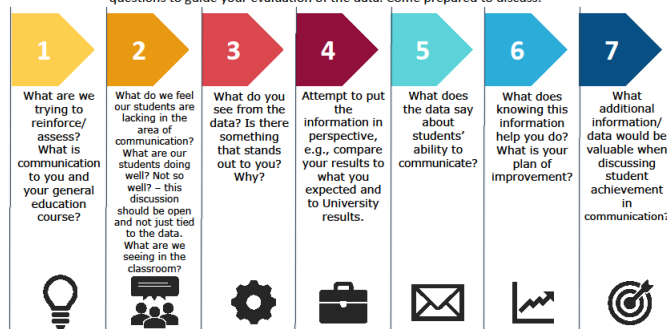 questions to guide your evaluation of the data. Come prepared to discuss.
1
What are we
trying to
reinforce/
assess?
What is
communication
to you and
your general
education
course?
2
What do we feel
our students are
lacking in the
area of
communication?
What are our
students doing
well? Not so
well? – this
discussion
should be open
and not just tied
to the data.
What are we
seeing in the
classroom?
3
What do you
see from the
data? Is there
something
that stands
out to you?
Why?
4
Attempt to put
the
information in
perspective,
e.g., compare
your results to
what you
expected and
to University
results.
5
What does
the data say
about
students’
ability to
communicate?
6
What does
knowing this
information
help you do?
What is your
plan of
improvement?
7
What
additional
information/
data would be
valuable when
discussing
student
achievement
in
communication?